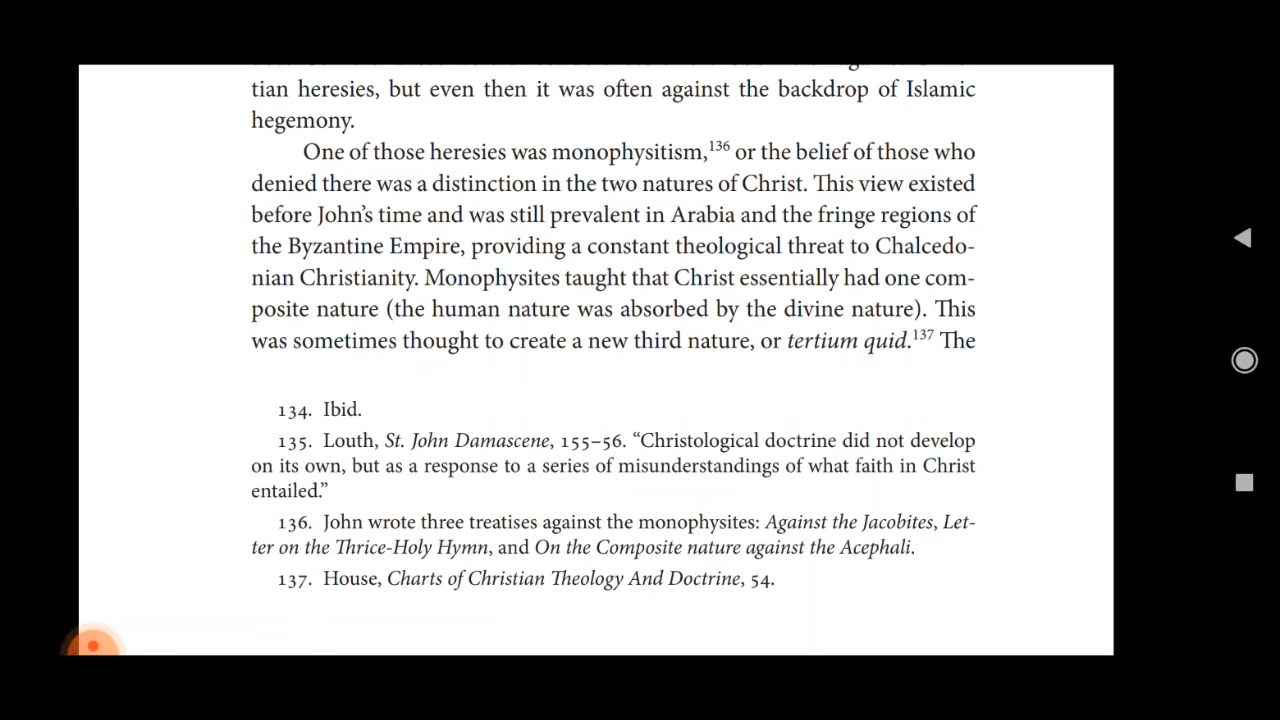 tian heresies, but even then it was often against the backdrop of Islamic
hegemony.
One of those heresies was monophysitism,¹³⁶ or the belief of those who
denied there was a distinction in the two natures of Christ. This view existed
before John’s time and was still prevalent in Arabia and the fringe regions of
the Byzantine Empire, providing a constant theological threat to Chalcedo-
nian Christianity. Monophysites taught that Christ essentially had one com-
posite nature (the human nature was absorbed by the divine nature). This
was sometimes thought to create a new third nature, or tertium quid.¹³⁷ The
134. Ibid.
135. Louth, St. John Damascene, 155–56. “Christological doctrine did not develop
on its own, but as a response to a series of misunderstandings of what faith in Christ
entailed.”
136. John wrote three treatises against the monophysites: Against the Jacobites, Let-
ter on the Thrice-Holy Hymn, and On the Composite nature against the Acephali.
137. House, Charts of Christian Theology And Doctrine, 54.